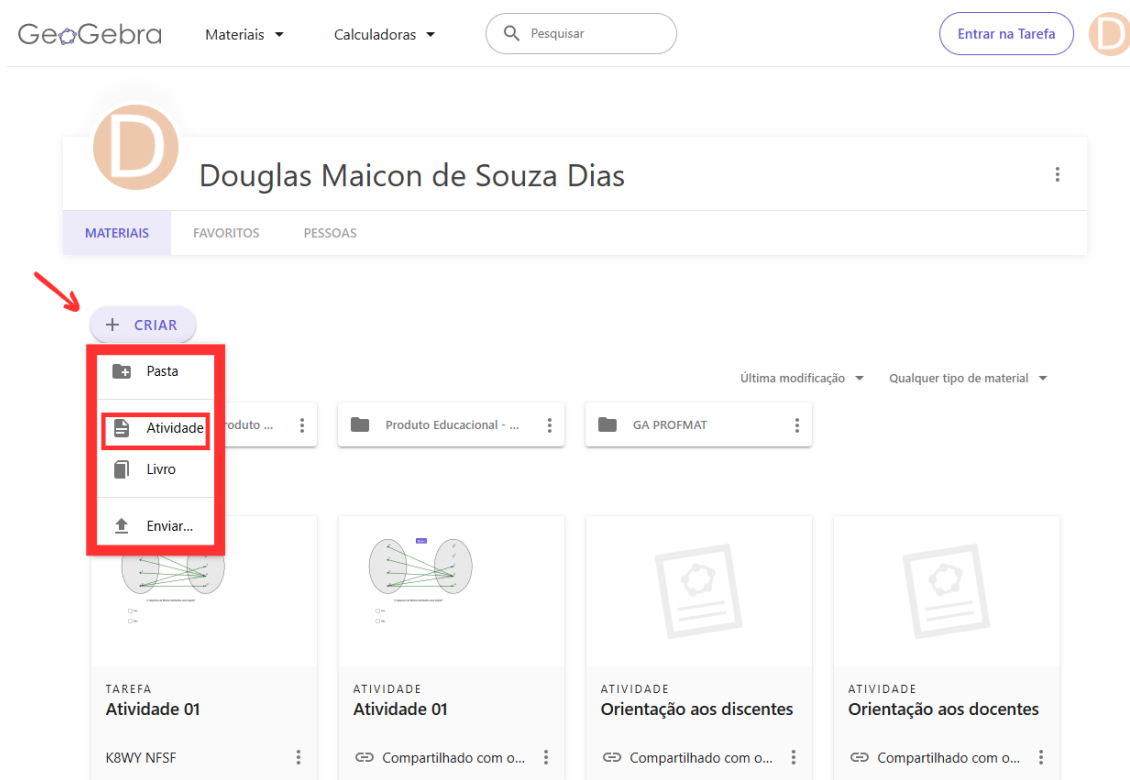 GeoGebra Materiais Calculadoras Pesquisar Entrar na Tarefa D
D
Douglas Maicon de Souza Dias
MATERIAIS FAVORITOS PESSOAS
+ CRIAR
Pasta
Última modificação Qualquer tipo de material
Atividade
roduto ... Produto Educacional - ... GA PROFMAT
Livro
Enviar...
TAREFA ATIVIDADE ATIVIDADE ATIVIDADE
Atividade 01 Atividade 01 Orientação aos discentes Orientação aos docentes
K8WY NFSF Compartilhado com o... Compartilhado com o... Compartilhado com o...